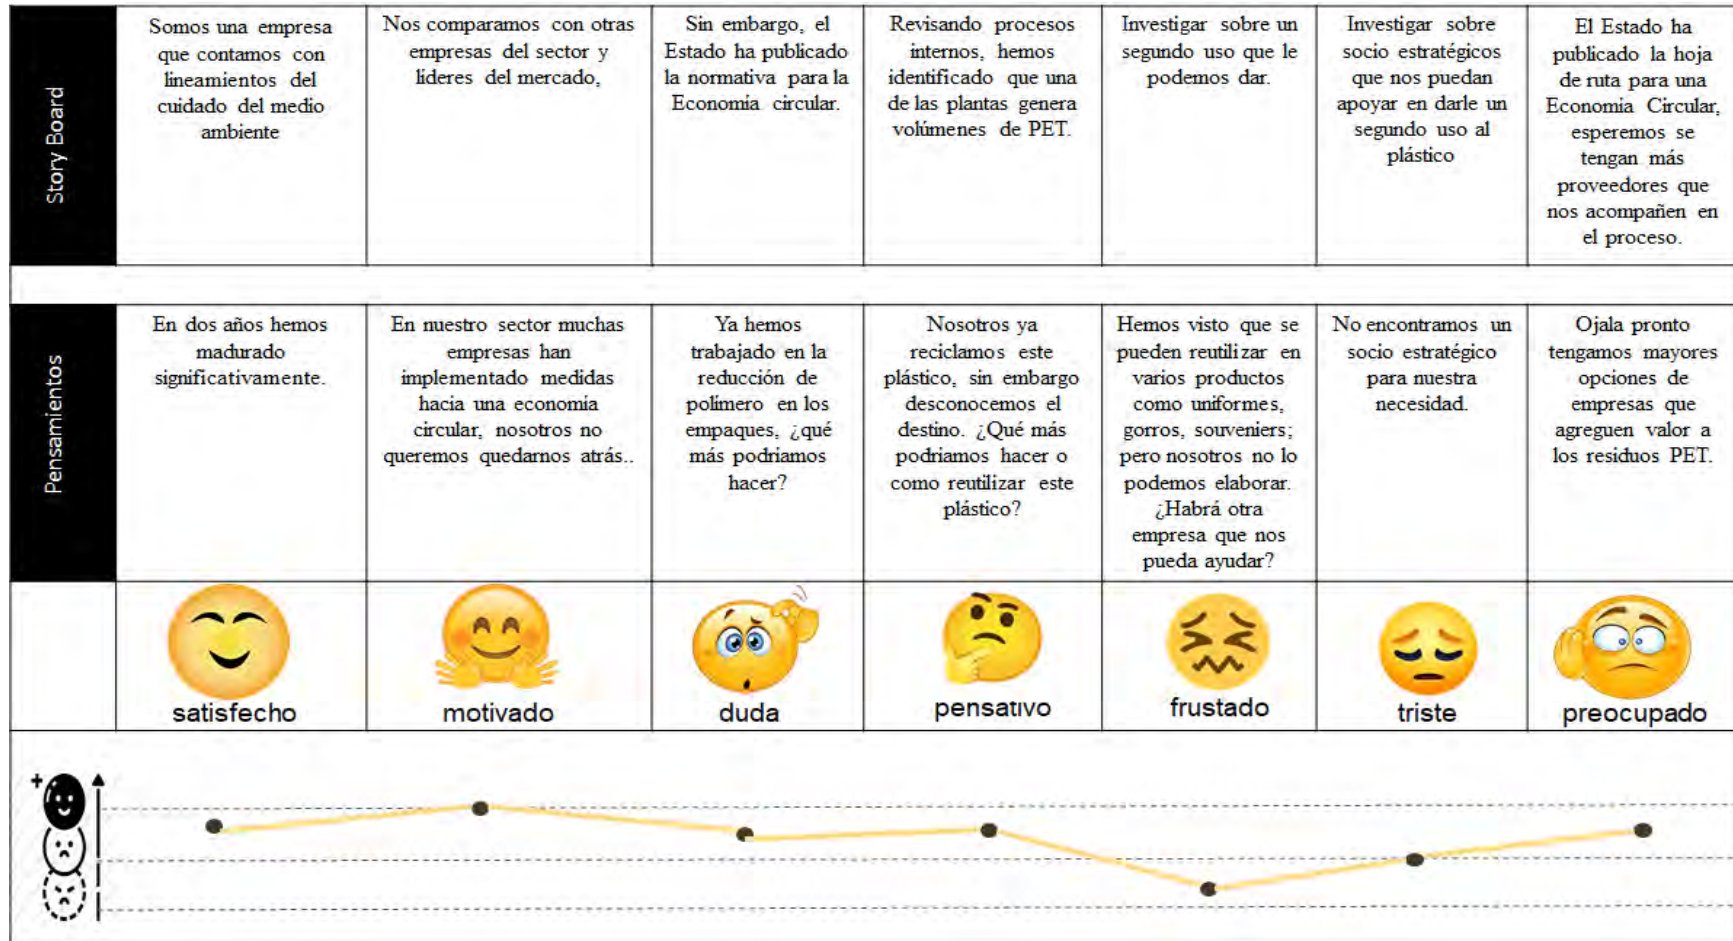 Story Board
Somos una empresa
que contamos con
lineamientos del
cuidado del medio
ambiente
Nos comparamos con otras
empresas del sector y
lideres del mercado,
Sin embargo, el
Estado ha publicado
la normativa para la
Economia circular.
Revisando procesos
internos, hemos
identificado que una
de las plantas genera
volúmenes de PET.
Investigar sobre un
segundo uso que le
podemos dar.
Investigar sobre
socio estratégicos
que nos puedan
apoyar en darle un
segundo uso al
plástico
El Estado ha
publicado la hoja
de ruta para una
Economia Circular,
esperemos se
tengan más
proveedores que
nos acompañen en
el proceso.
Pensamientos
En dos años hemos
madurado
significativamente.
En nuestro sector muchas
empresas han
implementado medidas
hacia una economia
circular, nosotros no
queremos quedarnos atrás..
Ya hemos
trabajado en la
reducción de
polimero en los
empaques, ¿qué
más podriamos
hacer?
Nosotros ya
reciclamos este
plástico, sin embargo
desconocemos el
destino. ¿Qué más
podriamos hacer o
como reutilizar este
plástico?
Hemos visto que se
pueden reutilizar en
varios productos
como uniformes,
gorros, souveniers;
pero nosotros no lo
podemos elaborar.
¿Habrá otra
empresa que nos
pueda ayudar?
No encontramos un
socio estratégico
para nuestra
necesidad.
Ojala pronto
tengamos mayores
opciones de
empresas que
agreguen valor a
los residuos PET.
satisfecho
motivado
duda
pensativo
frustado
triste
preocupado
+